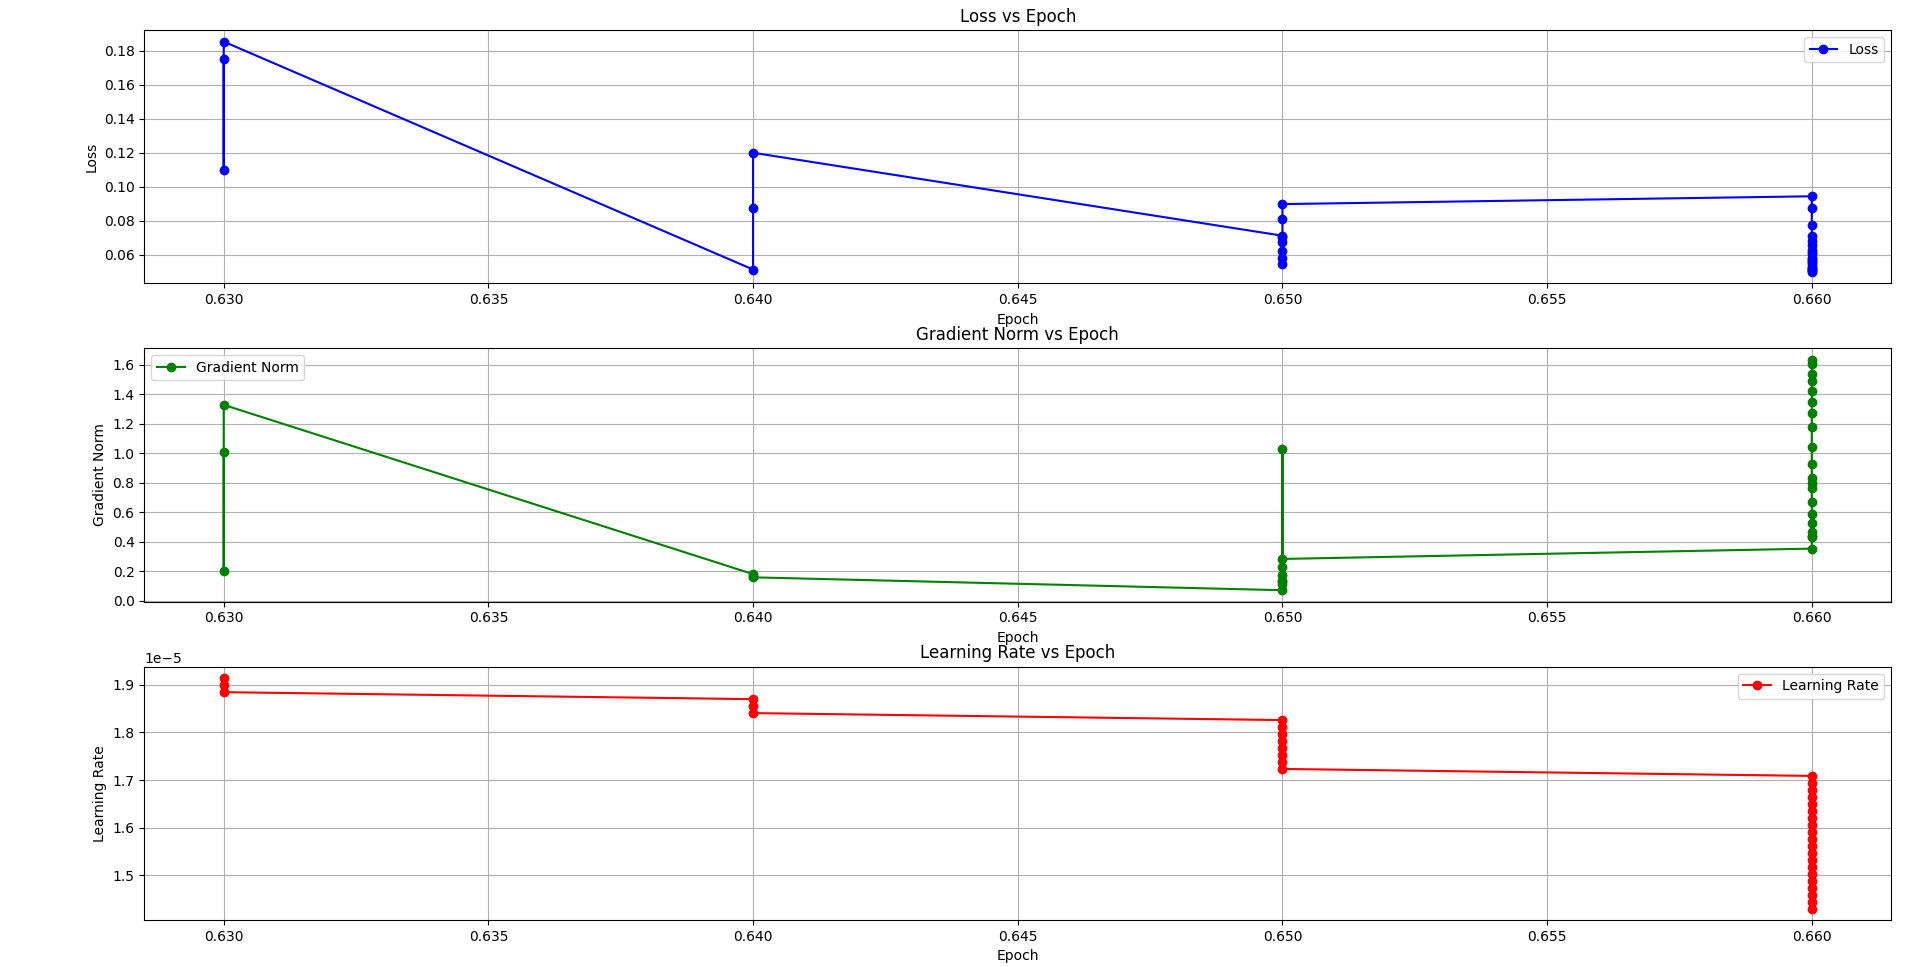 Loss vs Epoch
0.18
0.16
0.14
0.12
0.10
0.08
0.06
Loss
Loss
0.630 0.635 0.640 0.645 0.650 0.655 0.660
Epoch
Gradient Norm vs Epoch
1.6
1.4
1.2
1.0
0.8
0.6
0.4
0.2
0.0
Gradient Norm
Gradient Norm
0.630 0.635 0.640 0.645 0.650 0.655 0.660
Epoch
Learning Rate vs Epoch
1e−5
1.9
1.8
1.7
1.6
1.5
Learning Rate
Learning Rate
0.630 0.635 0.640 0.645 0.650 0.655 0.660
Epoch